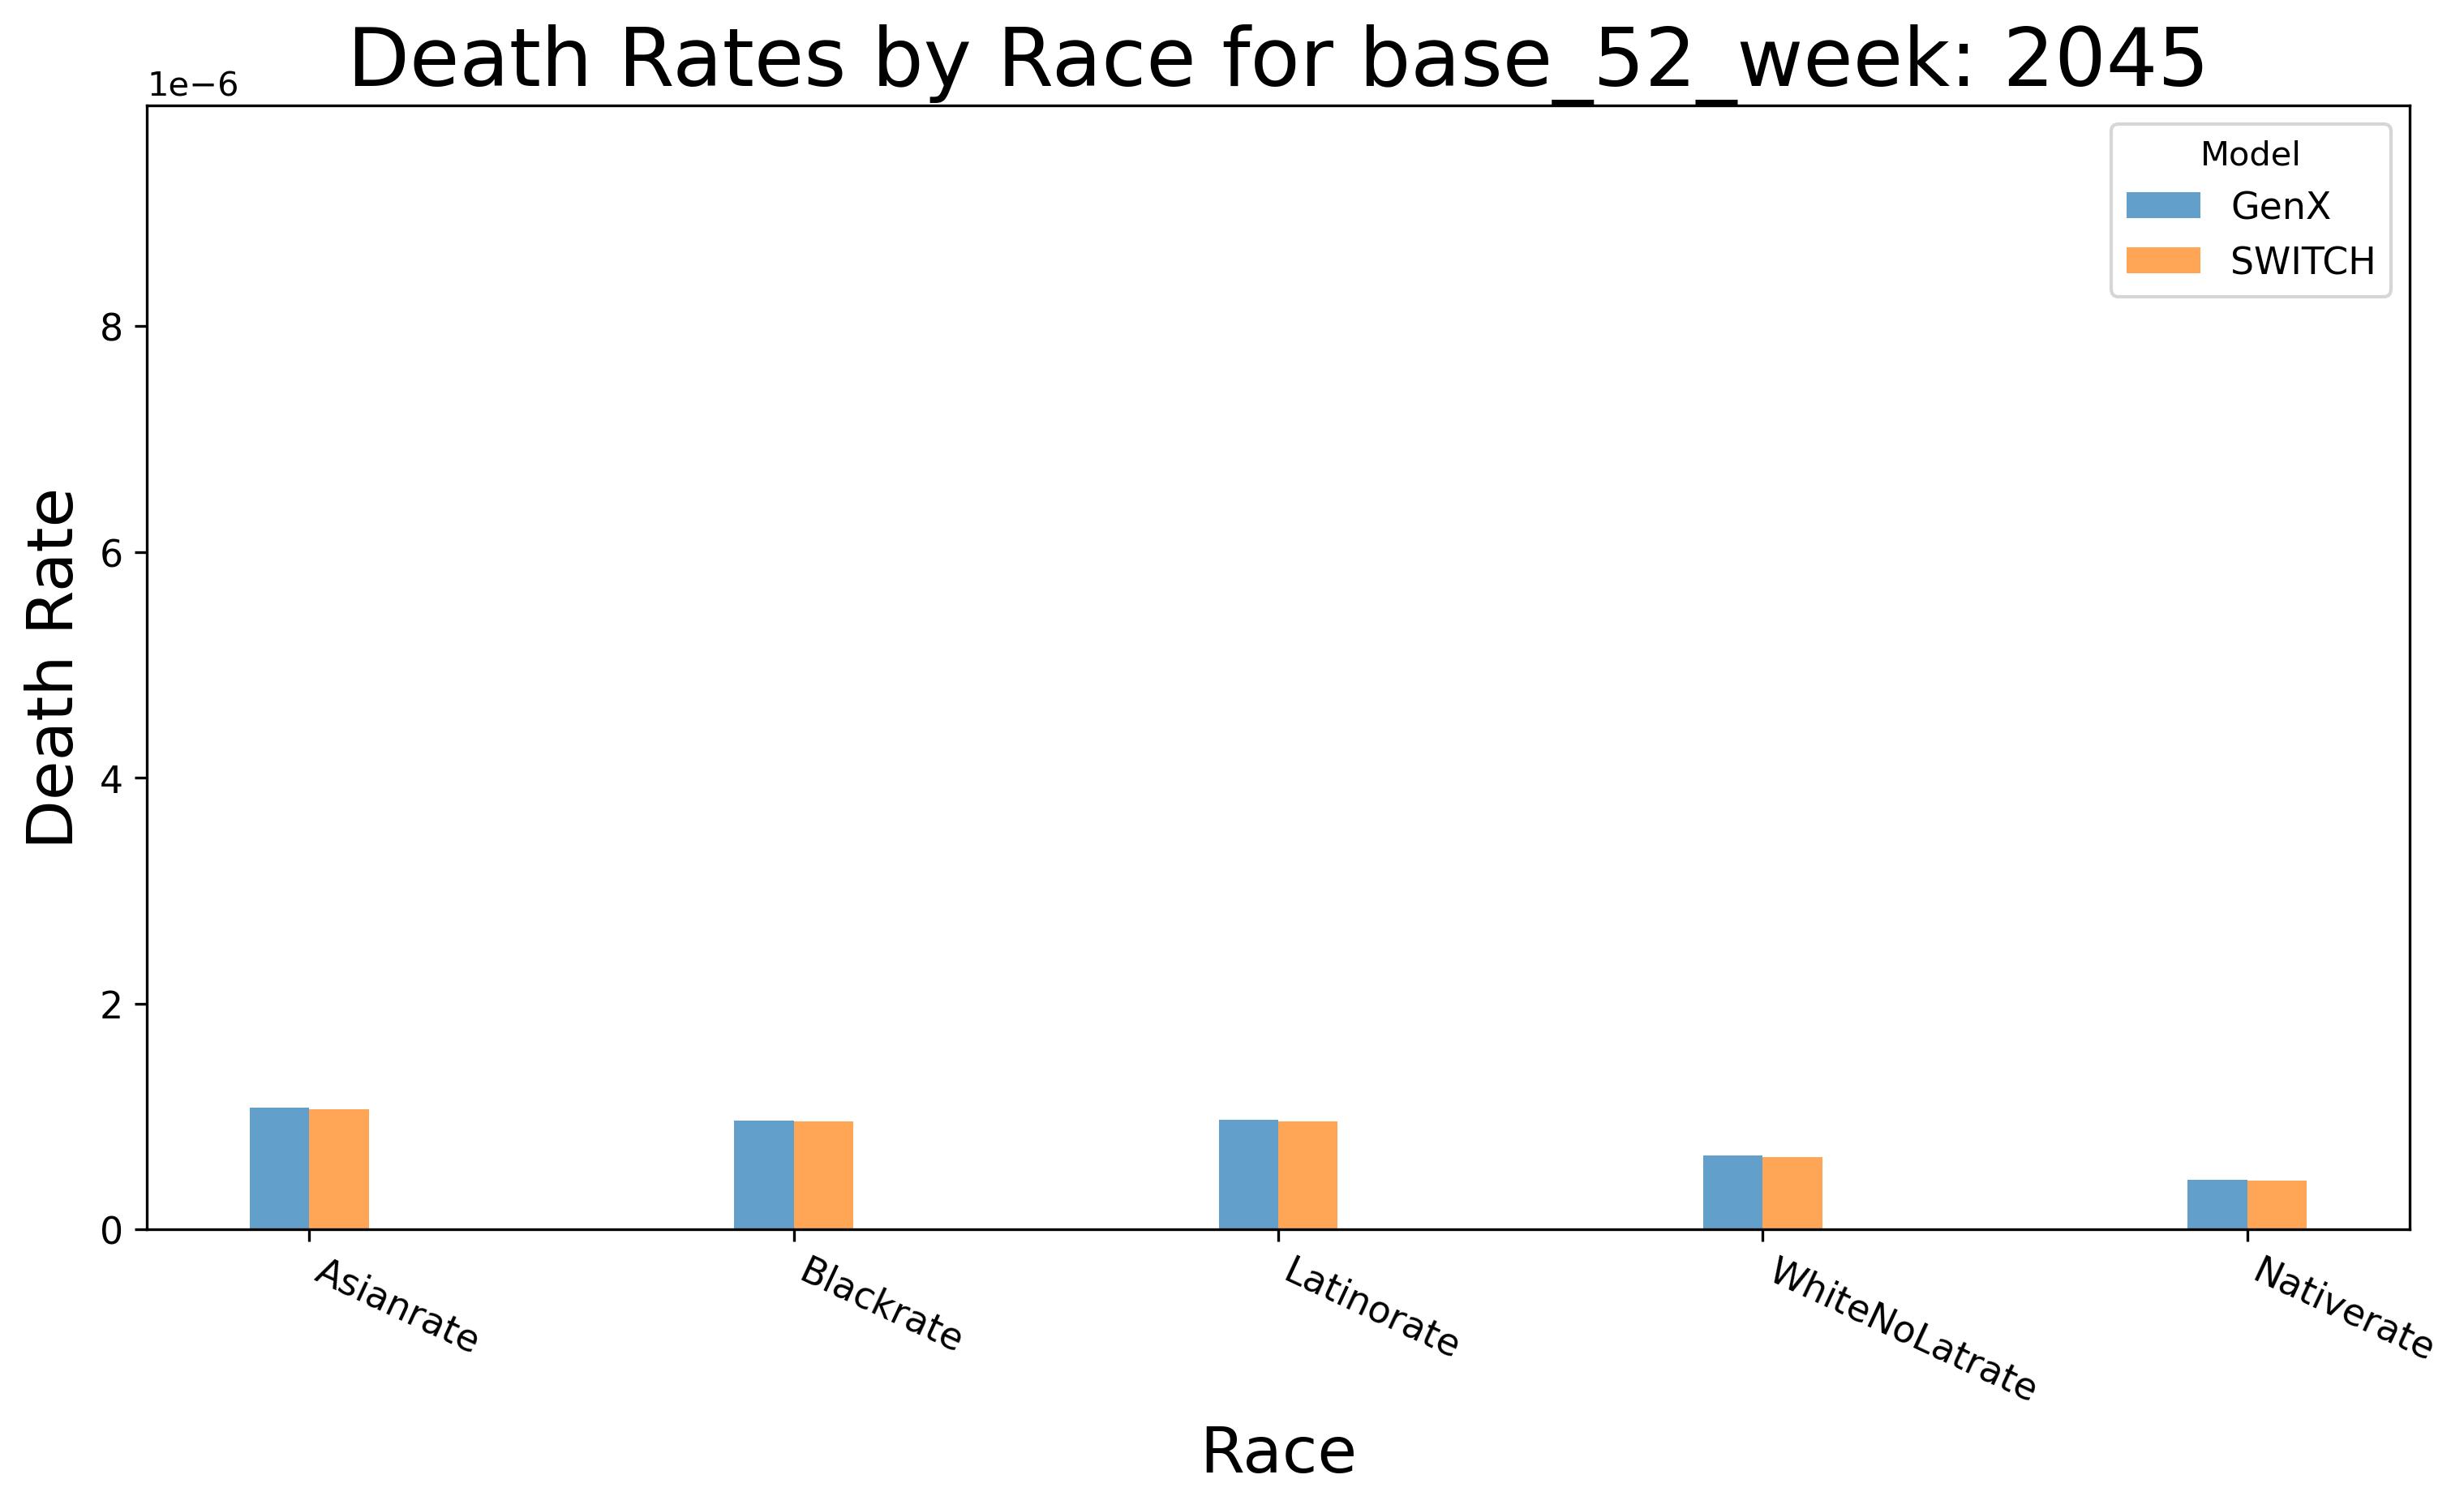 Death Rates by Race for base_52_week: 2045
1e−6
Model
GenX
SWITCH
8
6
4
2
0
Death Rate
Asianrate
Blackrate
Latinorate
WhiteNoLatrate
Nativerate
Race